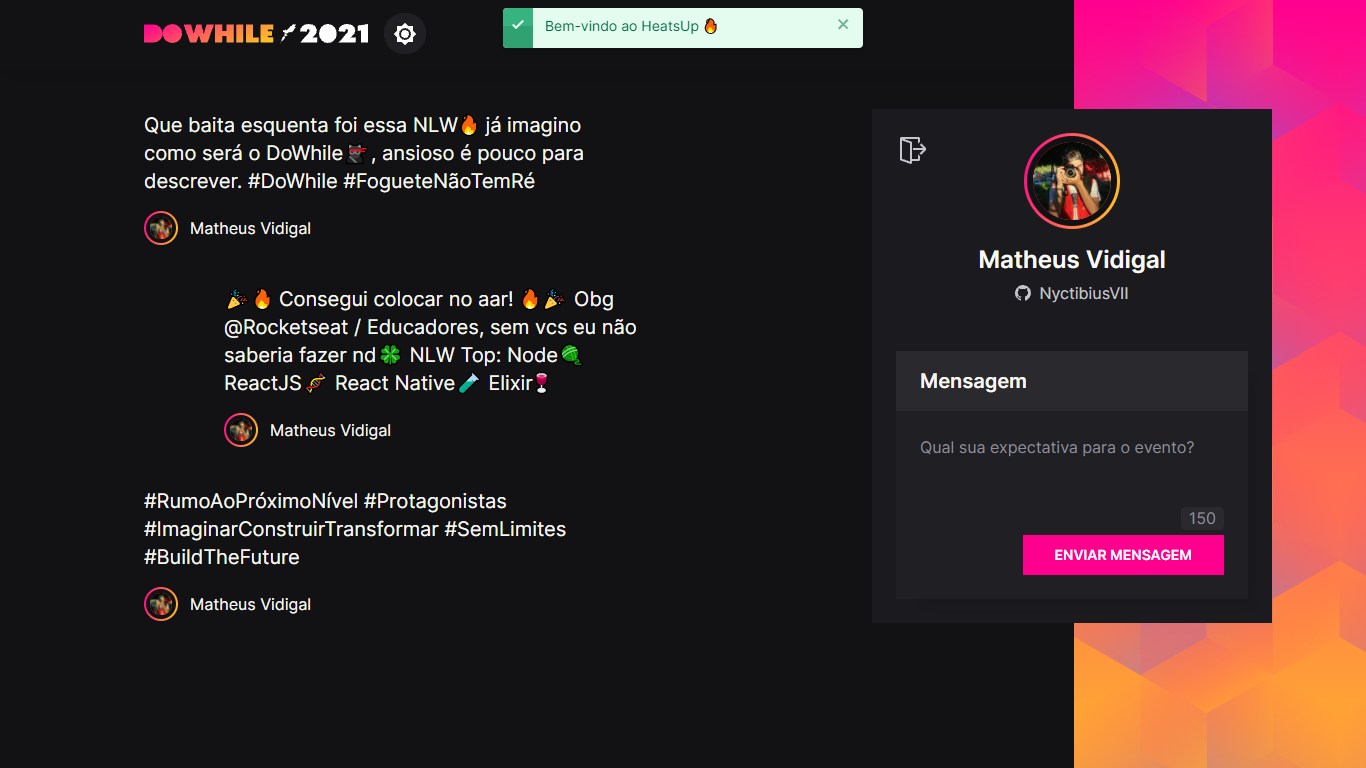 DOWHILE 2021
Bem-vindo ao HeatsUp 🔥
Que baita esquenta foi essa NLW🔥 já imagino
como será o DoWhile🐱‍👤, ansioso é pouco para
descrever. #DoWhile #FogueteNãoTemRé
Matheus Vidigal
🎉🔥 Consegui colocar no aar! 🔥🎉 Obg
@Rocketseat / Educadores, sem vcs eu não
saberia fazer nd🍀 NLW Top: Node🧶
ReactJS🧬 React Native🧪 Elixir🍷
Matheus Vidigal
#RumoAoPróximoNível #Protagonistas
#ImaginarConstruirTransformar #SemLimites
#BuildTheFuture
Matheus Vidigal
Matheus Vidigal
NyctibiusVII
Mensagem
Qual sua expectativa para o evento?
150
ENVIAR MENSAGEM